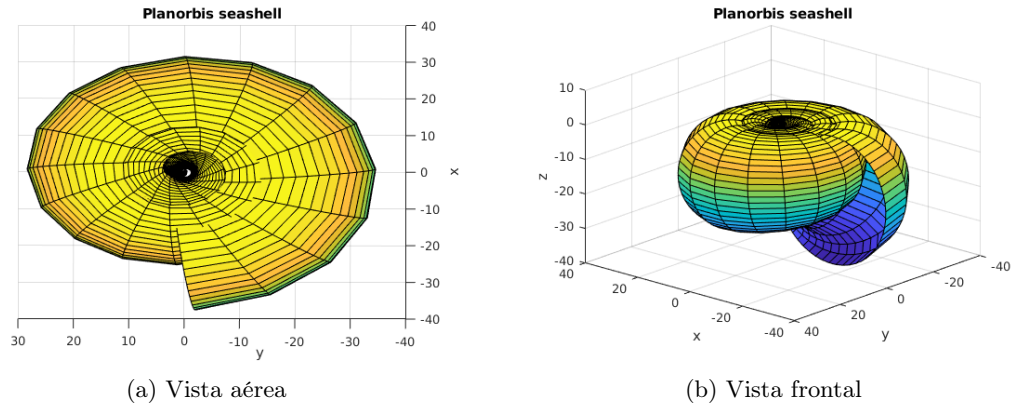 Planorbis seashell
40
30
20
10
0
-10
-20
-30
-40
x
30 20 10 0 -10 -20 -30 -40
y
(a) Vista aérea
Planorbis seashell
10
0
-10
-20
-30
-40
z
40 20 0 -20 -40
x
40 20 0 -20 -40
y
(b) Vista frontal